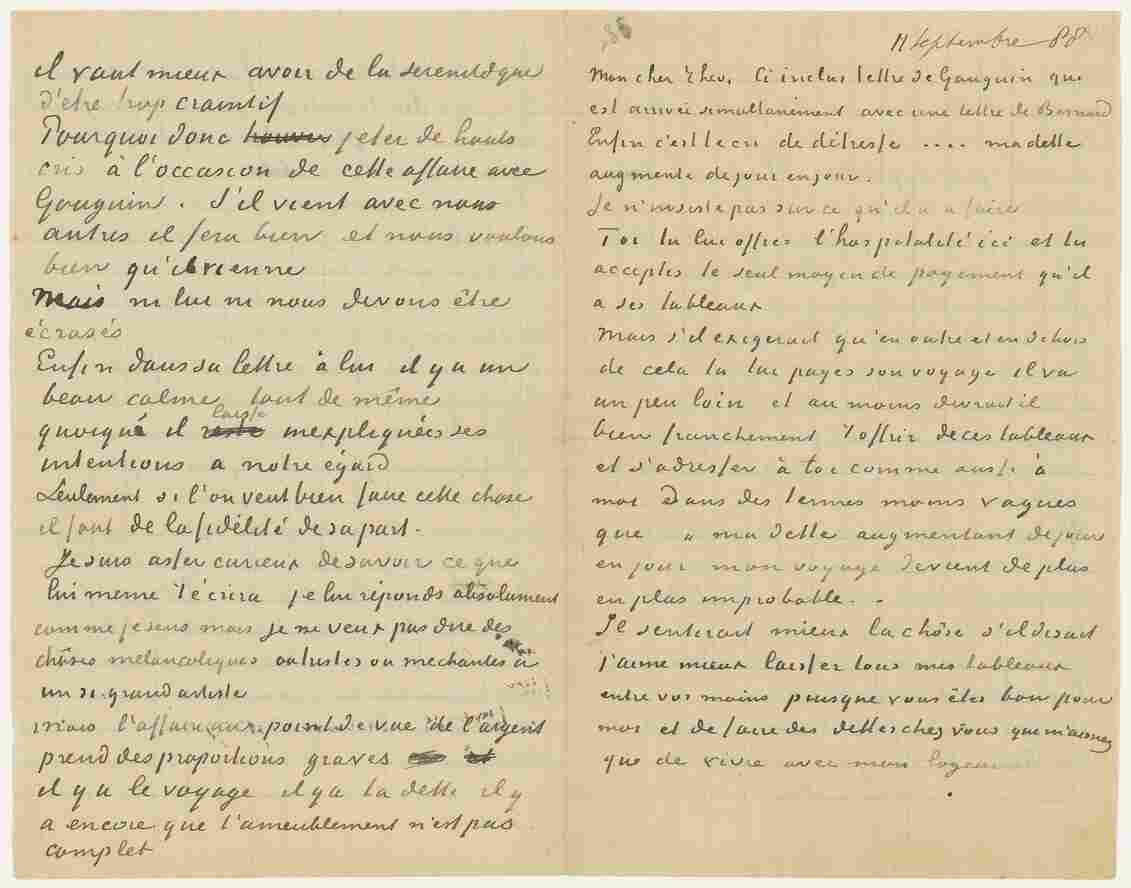 11 septembre 88
Mon cher Theo, Ci inclus lettre de Gauguin qui
est arrivée simultanément avec une lettre de Bernard
Enfin c'est le cri de détresse .... ma dette
augmente de jour en jour.
Je n'insiste pas sur ce qu'il a à faire
Toi tu lui offres l'hospitalité ici et tu
acceptes le seul moyen de payement qu'il
a ses tableaux
Mais s'il exigerait qu'en outre et en dehors
de cela tu lui payes son voyage il va
un peu loin et au moins devrait il
bien franchement t'offrir de ces tableaux
et s'adresser à toi comme aussi à
moi dans des termes moins vagues
que „ ma dette augmentant de jour
en jour mon voyage devient de plus
en plus improbable. -
Il sentirait mieux la chôse s'il disait
j'aime mieux laisser tous mes tableaux
entre vos mains puisque vous êtes bon pour
moi et de faire des dettes chez vous qui m'aimez
que de vivre avec mon logeur
il vaut mieux avoir de la serenité que
d'etre trop craintif
Pourquoi donc jeter de hauts
cris à l'occasion de cette affaire avec
Gauguin. S'il vient avec nous
autres il fera bien et nous voulons
bien qu'il vienne
Mais ni lui ni nous devons être
écrasés
Enfin dans sa lettre à lui il y a un
beau calme tout de même
quoique il laisse inexpliquées ses
intentions a notre égard
Seulement si l'on veut bien faire cette chose
il faut de la fidélité de sa part.
Je suis assez curieux de savoir ce que
lui meme t'écrira je lui réponds absolument
comme je sens mais je ne veux pas dire des
chôses mélancoliques ou tristes ou mechantes à
un si grand artiste
mais l'affaire au point de vue de l'argent
prend des proportions graves
il y a le voyage il y a la dette il y
a encore que l'ameublement n'est pas
complet